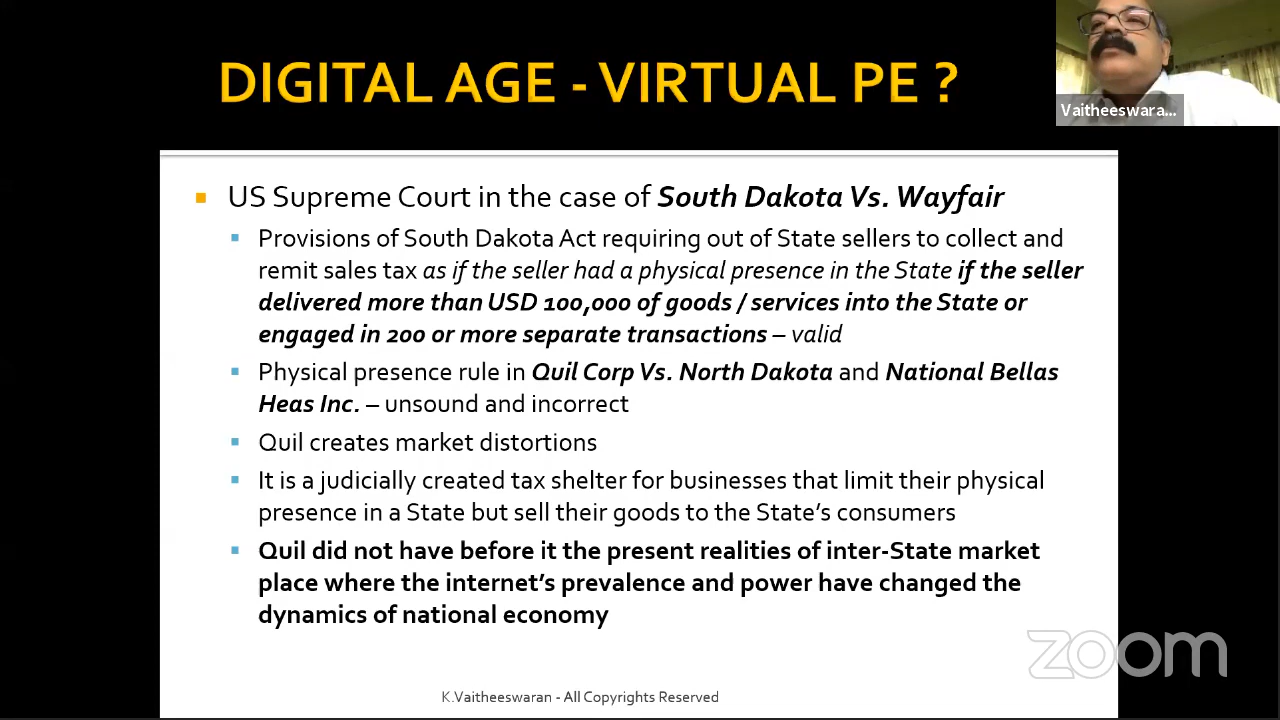 DIGITAL AGE - VIRTUAL PE ?
Vaitheeswara...
US Supreme Court in the case of South Dakota Vs. Wayfair
Provisions of South Dakota Act requiring out of State sellers to collect and
remit sales tax as if the seller had a physical presence in the State if the seller
delivered more than USD 100,000 of goods / services into the State or
engaged in 200 or more separate transactions – valid
Physical presence rule in Quil Corp Vs. North Dakota and National Bellas
Heas Inc. – unsound and incorrect
Quil creates market distortions
It is a judicially created tax shelter for businesses that limit their physical
presence in a State but sell their goods to the State's consumers
Quil did not have before it the present realities of inter-State market
place where the internet's prevalence and power have changed the
dynamics of national economy
zoom
K.Vaitheeswaran - All Copyrights Reserved